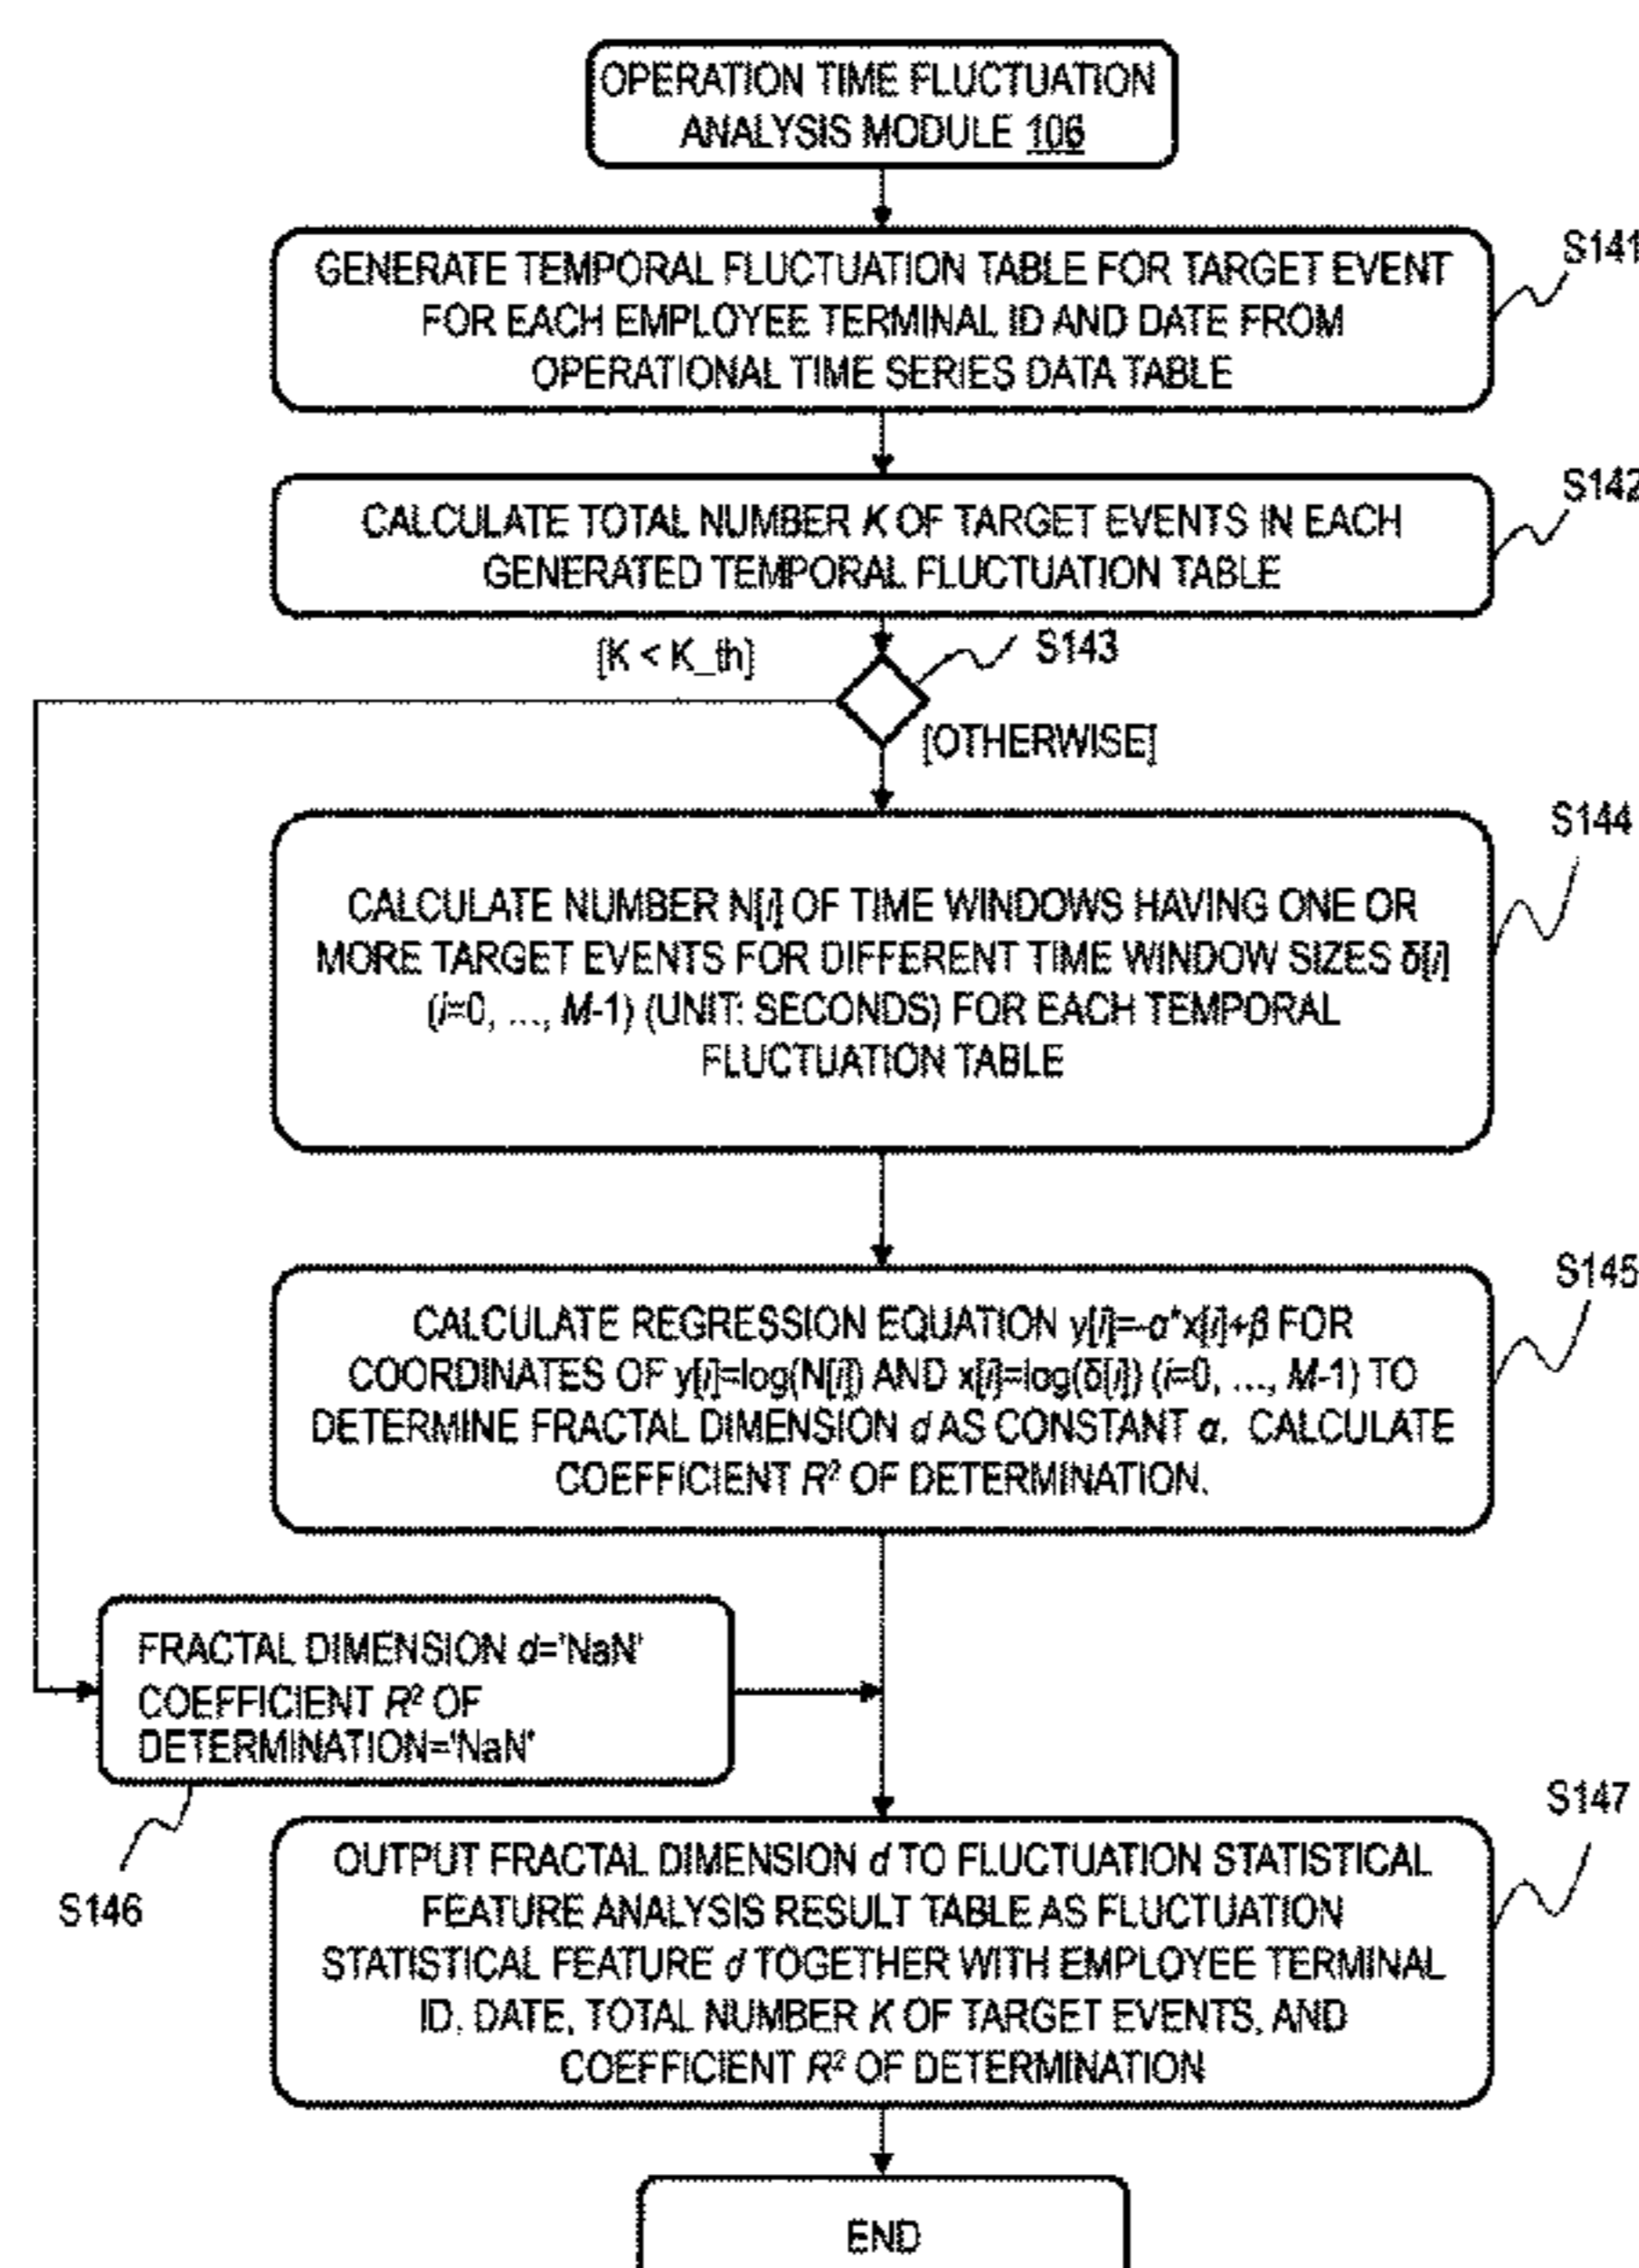 OPERATION TIME FLUCTUATION
ANALYSIS MODULE 106
GENERATE TEMPORAL FLUCTUATION TABLE FOR TARGET EVENT
FOR EACH EMPLOYEE TERMINAL ID AND DATE FROM
OPERATIONAL TIME SERIES DATA TABLE
S141
CALCULATE TOTAL NUMBER K OF TARGET EVENTS IN EACH
GENERATED TEMPORAL FLUCTUATION TABLE
S142
[K < K_th]
S143
[OTHERWISE]
S144
CALCULATE NUMBER N[i] OF TIME WINDOWS HAVING ONE OR
MORE TARGET EVENTS FOR DIFFERENT TIME WINDOW SIZES δ[i]
(i=0, ..., M-1) (UNIT: SECONDS) FOR EACH TEMPORAL
FLUCTUATION TABLE
S145
CALCULATE REGRESSION EQUATION y[i]=-α*x[i]+β FOR
COORDINATES OF y[i]=log(N[i]) AND x[i]=log(δ[i]) (i=0, ..., M-1) TO
DETERMINE FRACTAL DIMENSION d AS CONSTANT α. CALCULATE
COEFFICIENT R² OF DETERMINATION.
FRACTAL DIMENSION d='NaN'
COEFFICIENT R² OF
DETERMINATION='NaN'
S146
S147
OUTPUT FRACTAL DIMENSION d TO FLUCTUATION STATISTICAL
FEATURE ANALYSIS RESULT TABLE AS FLUCTUATION
STATISTICAL FEATURE d TOGETHER WITH EMPLOYEE TERMINAL
ID, DATE, TOTAL NUMBER K OF TARGET EVENTS, AND
COEFFICIENT R² OF DETERMINATION
END